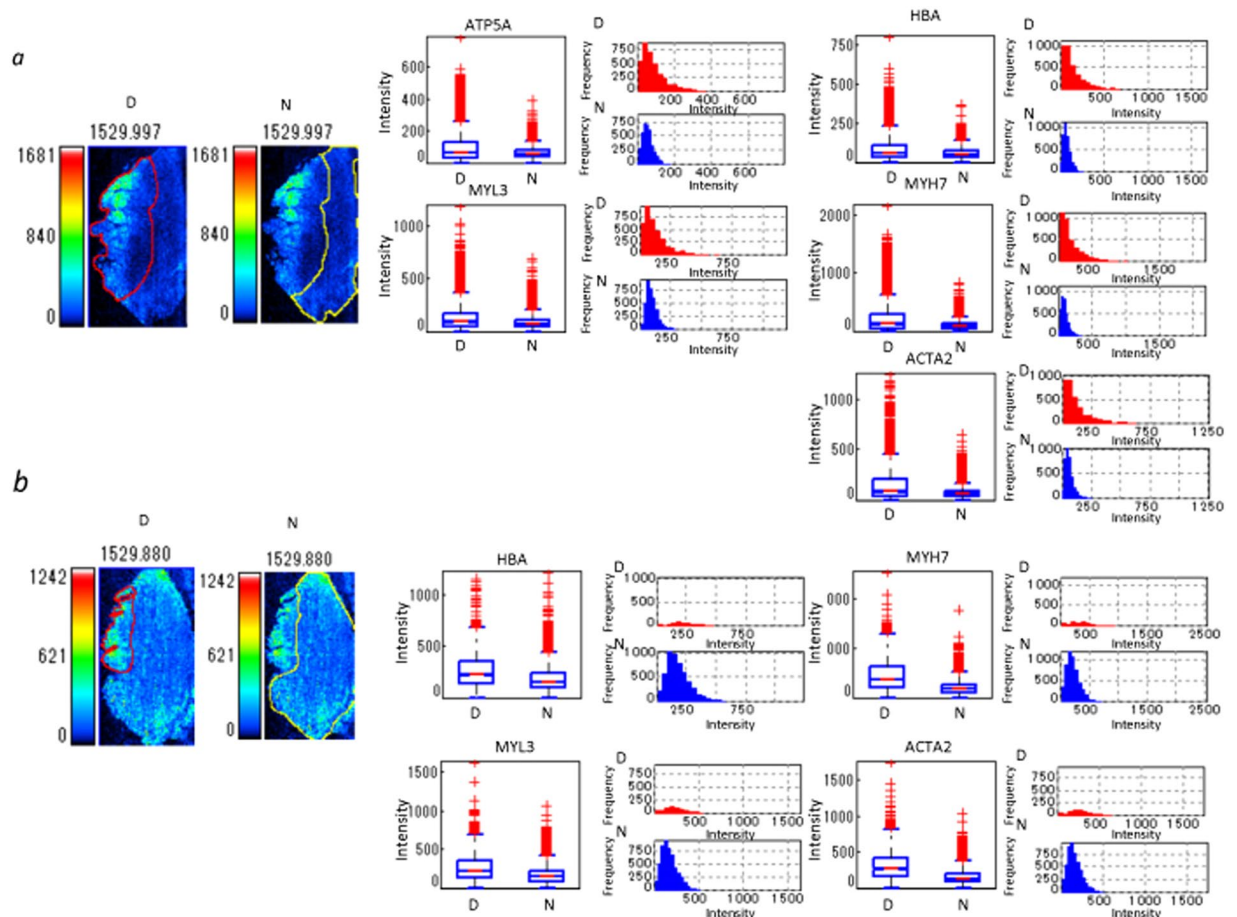 a
D
N
1529.997
1529.997
1681
840
0
1681
840
0
ATP5A
Intensity
600
400
200
0
D
N
D
Frequency
750
500
250
0
200
400
600
Intensity
N
Frequency
750
500
250
0
200
400
600
Intensity
HBA
Intensity
750
500
250
0
D
N
D
Frequency
1000
500
0
500
1000
1500
Intensity
N
Frequency
1000
500
0
500
1000
1500
Intensity
MYL3
Intensity
1000
500
0
D
N
D
Frequency
750
500
250
0
250
750
Intensity
N
Frequency
750
500
250
0
250
750
Intensity
MYH7
Intensity
2000
1000
0
D
N
D
Frequency
1000
500
0
500
1500
Intensity
N
Frequency
1000
500
0
500
1500
Intensity
ACTA2
Intensity
1000
500
0
D
N
D
Frequency
1000
500
0
250
750
1250
Intensity
N
Frequency
1000
500
0
250
750
1250
Intensity
b
D
N
1529.880
1529.880
1242
621
0
1242
621
0
HBA
Intensity
1000
500
0
D
N
D
Frequency
1000
500
0
250
750
Intensity
N
Frequency
1000
500
0
250
750
Intensity
MYH7
Intensity
000
000
0
D
N
D
Frequency
1000
500
0
500
1500
2500
Intensity
N
Frequency
1000
500
0
500
1500
2500
Intensity
MYL3
Intensity
1500
1000
500
0
D
N
D
Frequency
750
500
250
0
500
1000
1500
Intensity
N
Frequency
750
500
250
0
500
1000
1500
Intensity
ACTA2
Intensity
1500
1000
500
0
D
N
D
Frequency
750
500
250
0
500
1000
1500
Intensity
N
Frequency
750
500
250
0
500
1000
1500
Intensity